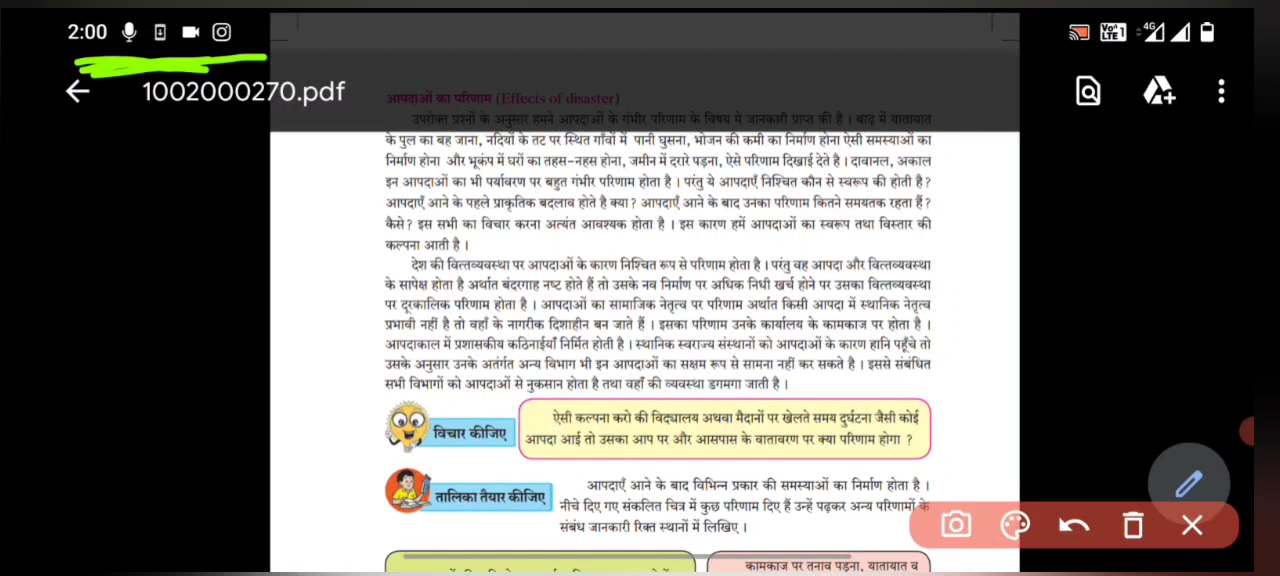 2:00
VoLTE1 4G
1002000270.pdf
आपदाओं का परिणाम (Effects of disaster)
उपरोक्त प्रश्नों के अनुसार हमने आपदाओं के गंभीर परिणाम के विषय मे जानकारी प्राप्त की है । बाढ़ में यातायात
के पुल का बह जाना, नदियों के तट पर स्थित गाँवों में पानी घुसना, भोजन की कमी का निर्माण होना ऐसी समस्याओं का
निर्माण होना और भूकंप में घरों का तहस-नहस होना, जमीन में दरारे पड़ना, ऐसे परिणाम दिखाई देते है । दावानल, अकाल
इन आपदाओं का भी पर्यावरण पर बहुत गंभीर परिणाम होता है । परंतु ये आपदाएँ निश्चित कौन से स्वरूप की होती है?
आपदाएँ आने के पहले प्राकृतिक बदलाव होते है क्या? आपदाएँ आने के बाद उनका परिणाम कितने समयतक रहता हैं?
कैसे? इस सभी का विचार करना अत्यंत आवश्यक होता है । इस कारण हमें आपदाओं का स्वरूप तथा विस्तार की
कल्पना आती है ।
देश की वित्तव्यवस्था पर आपदाओं के कारण निश्चित रूप से परिणाम होता है । परंतु वह आपदा और वित्तव्यवस्था
के सापेक्ष होता है अर्थात बंदरगाह नष्ट होते हैं तो उसके नव निर्माण पर अधिक निधी खर्च होने पर उसका वित्तव्यवस्था
पर दूरकालिक परिणाम होता है । आपदाओं का सामाजिक नेतृत्व पर परिणाम अर्थात किसी आपदा में स्थानिक नेतृत्व
प्रभावी नहीं है तो वहाँ के नागरीक दिशाहीन बन जाते हैं । इसका परिणाम उनके कार्यालय के कामकाज पर होता है ।
आपदाकाल में प्रशासकीय कठिनाईयाँ निर्मित होती है । स्थानिक स्वराज्य संस्थानों को आपदाओं के कारण हानि पहूँचे तो
उसके अनुसार उनके अतंर्गत अन्य विभाग भी इन आपदाओं का सक्षम रूप से सामना नहीं कर सकते है । इससे संबंधित
सभी विभागों को आपदाओं से नुकसान होता है तथा वहाँ की व्यवस्था डगमगा जाती है ।
विचार कीजिए
ऐसी कल्पना करो की विद्यालय अथवा मैदानों पर खेलते समय दुर्घटना जैसी कोई
आपदा आई तो उसका आप पर और आसपास के वातावरण पर क्या परिणाम होगा ?
तालिका तैयार कीजिए
आपदाएँ आने के बाद विभिन्न प्रकार की समस्याओं का निर्माण होता है ।
नीचे दिए गए संकलित चित्र में कुछ परिणाम दिए हैं उन्हें पढ़कर अन्य परिणामों के
संबंध जानकारी रिक्त स्थानों में लिखिए ।
कामकाज पर तनाव पड़ना, यातायात व